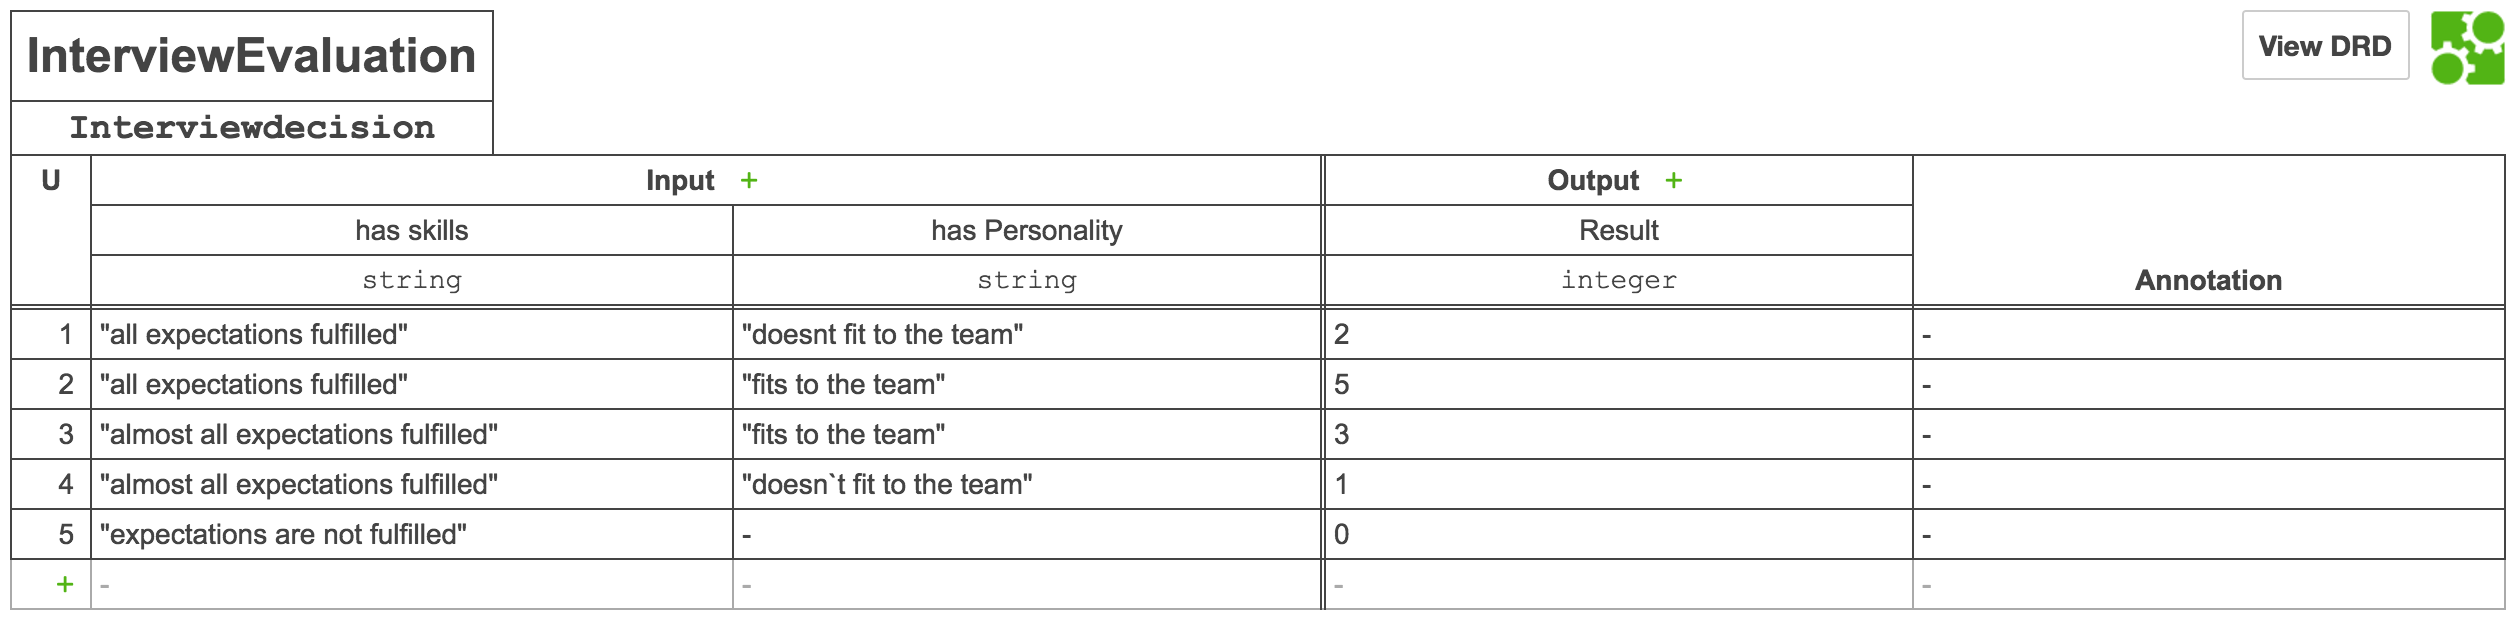 InterviewEvaluation
View DRD
Interviewdecision
U Input + Output +
has skills has Personality Result
string string integer Annotation
1 "all expectations fulfilled" "doesnt fit to the team" 2 -
2 "all expectations fulfilled" "fits to the team" 5 -
3 "almost all expectations fulfilled" "fits to the team" 3 -
4 "almost all expectations fulfilled" "doesn`t fit to the team" 1 -
5 "expectations are not fulfilled" - 0 -
+ - - - -